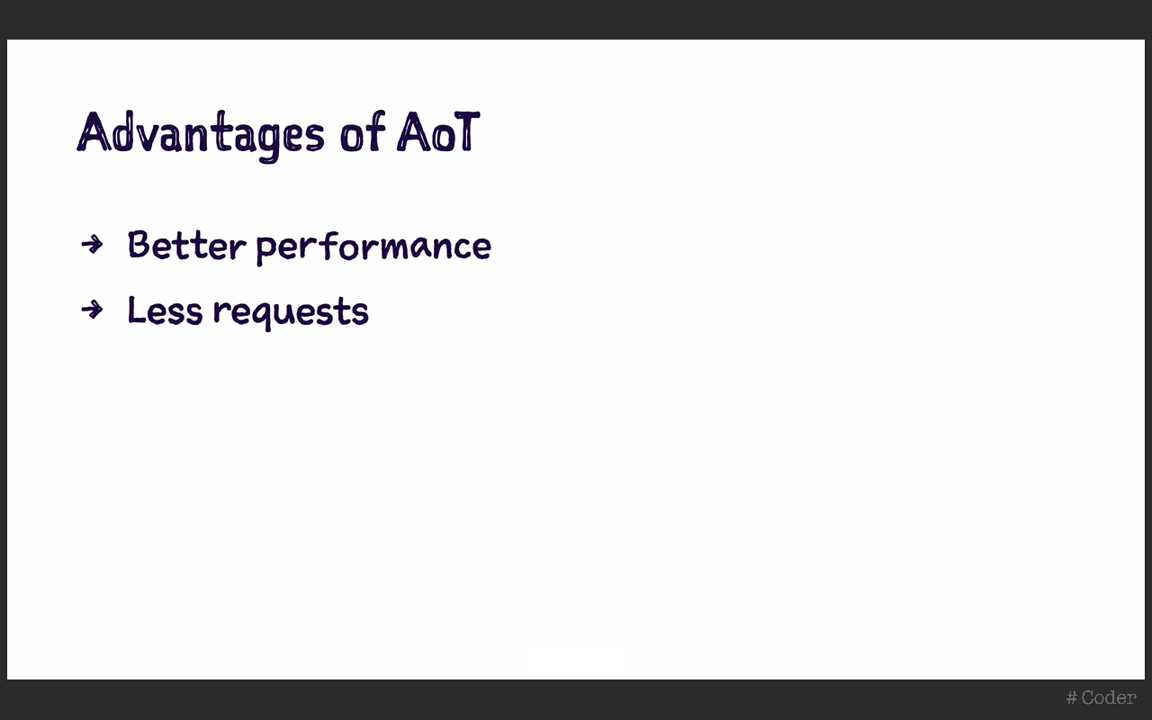 Advantages of AoT
→ Better performance
→ Less requests
# Coder